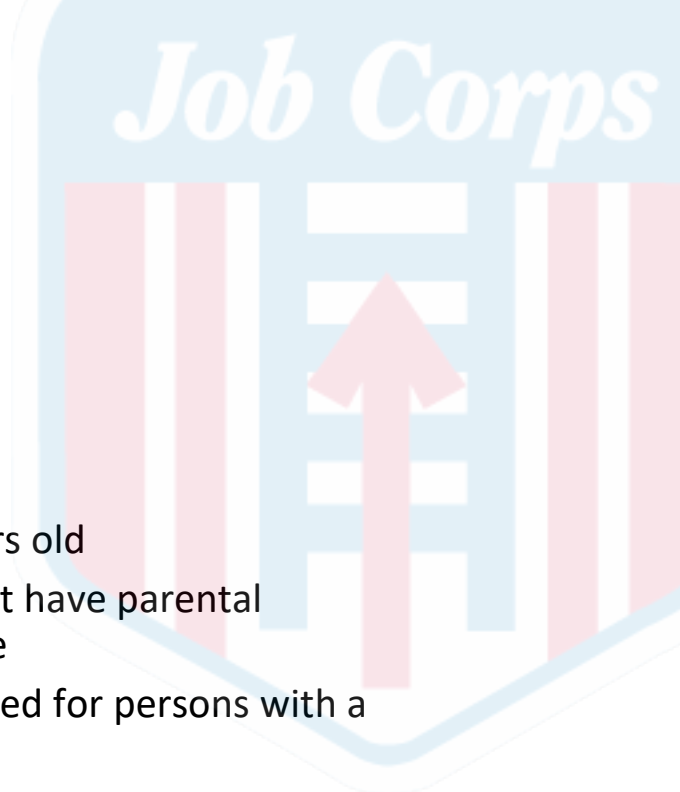 Job Corps
rs old
t have parental
e
ed for persons with a